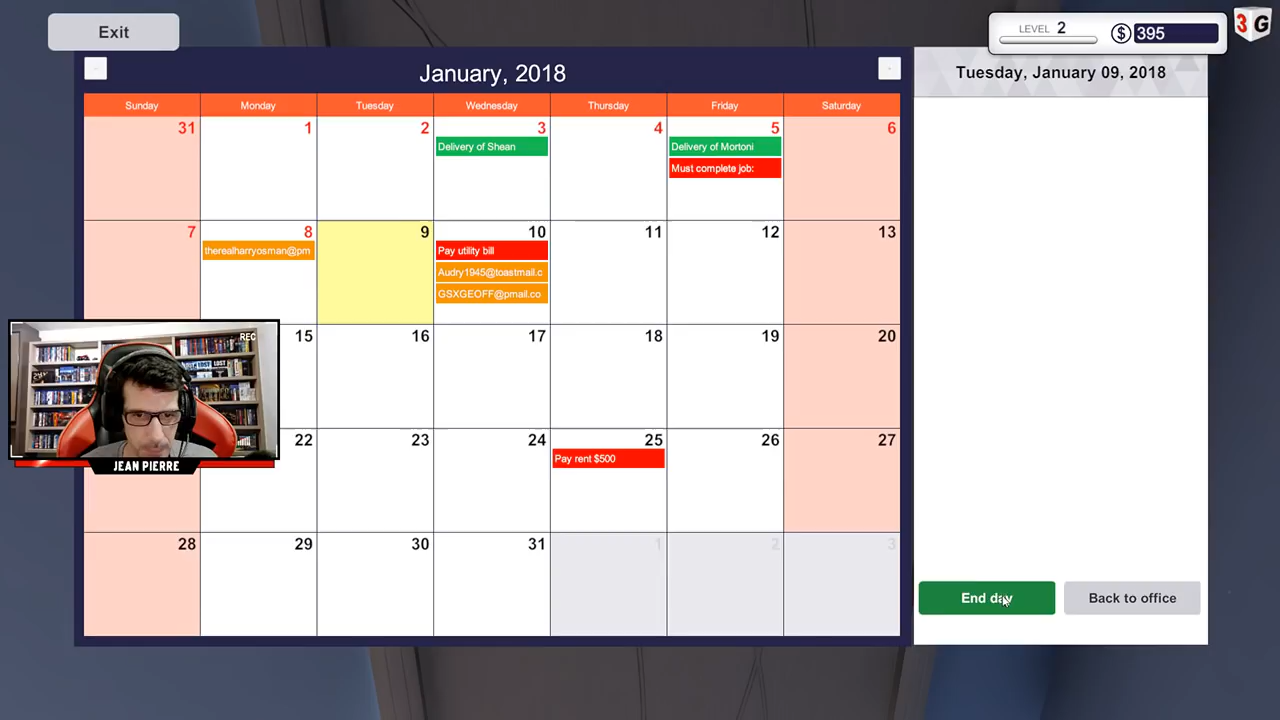 Exit
LEVEL 2
$ 395
3G
January, 2018
Tuesday, January 09, 2018
Sunday Monday Tuesday Wednesday Thursday Friday Saturday
31 1 2 3 4 5 6
Delivery of Shean
Delivery of Mortoni
Must complete job:
7 8 9 10 11 12 13
therealharryosman@pm
Pay utility bill
Audry1945@toastmail.c
GSXGEOFF@pmail.co
15 16 17 18 19 20
REC
LOST
JEAN PIERRE
22 23 24 25 26 27
Pay rent $500
28 29 30 31 1 2 3
End day
Back to office